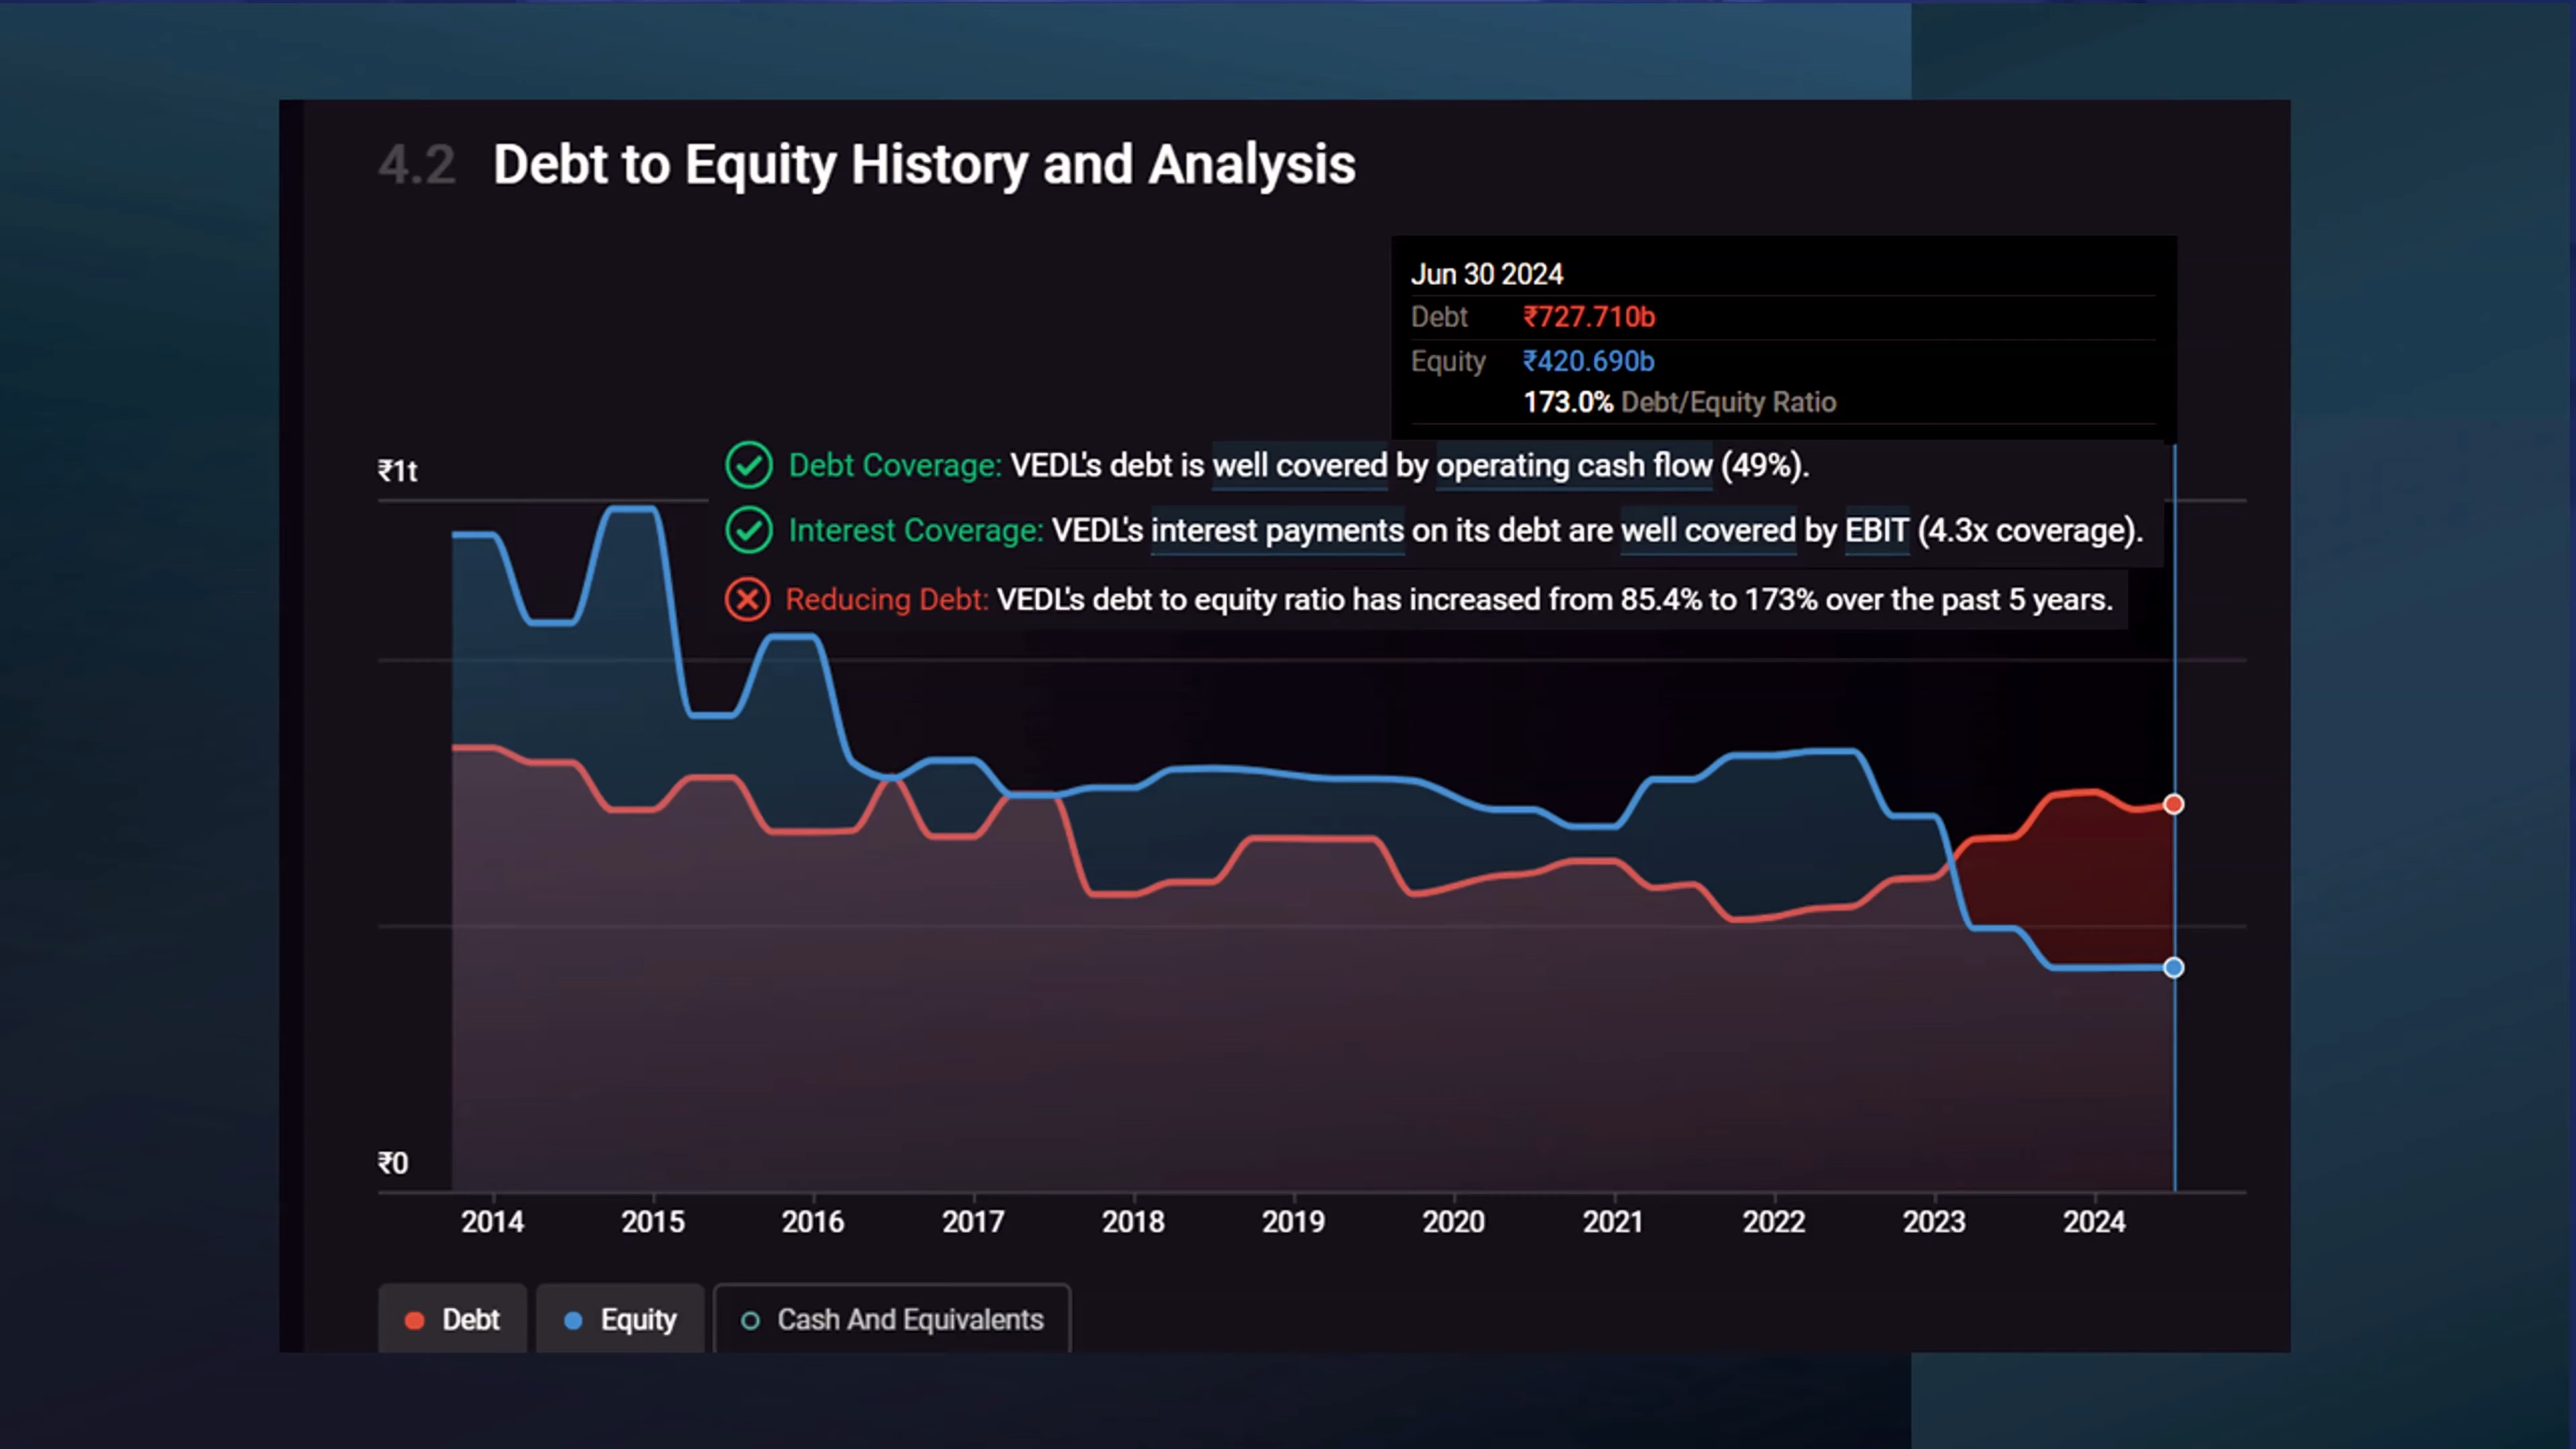 4.2 Debt to Equity History and Analysis
Jun 30 2024
Debt ₹727.710b
Equity ₹420.690b
173.0% Debt/Equity Ratio
₹1t
Debt Coverage: VEDL's debt is well covered by operating cash flow (49%).
Interest Coverage: VEDL's interest payments on its debt are well covered by EBIT (4.3x coverage).
Reducing Debt: VEDL's debt to equity ratio has increased from 85.4% to 173% over the past 5 years.
₹0
2014 2015 2016 2017 2018 2019 2020 2021 2022 2023 2024
Debt Equity Cash And Equivalents